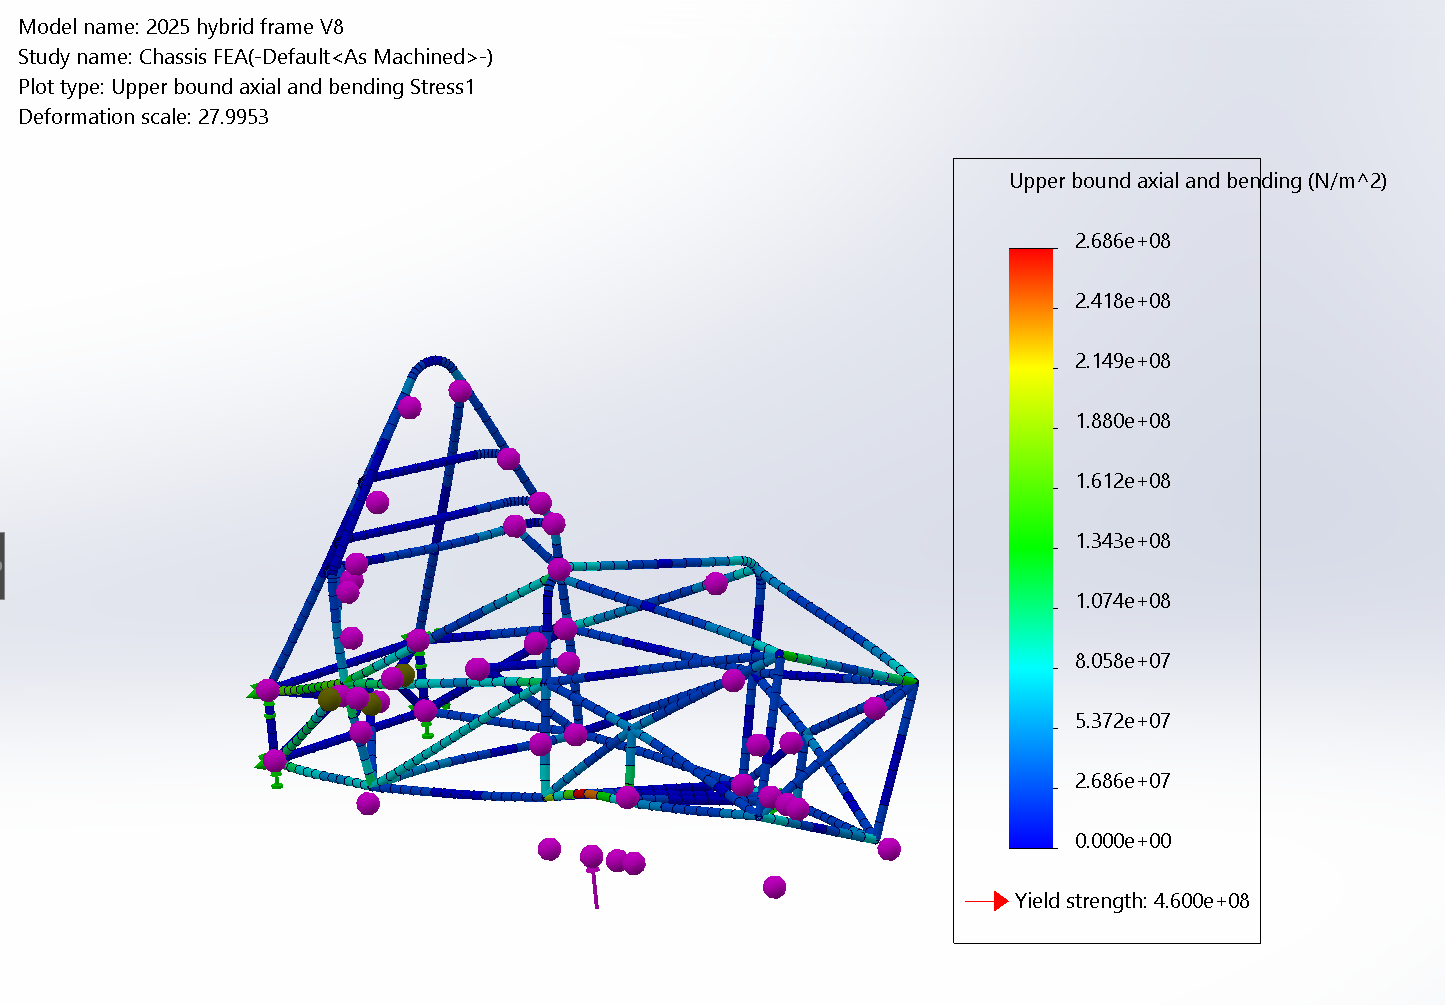 Model name: 2025 hybrid frame V8
Study name: Chassis FEA(-Default<As Machined>-)
Plot type: Upper bound axial and bending Stress1
Deformation scale: 27.9953
Upper bound axial and bending (N/m^2)
2.686e+08
2.418e+08
2.149e+08
1.880e+08
1.612e+08
1.343e+08
1.074e+08
8.058e+07
5.372e+07
2.686e+07
0.000e+00
Yield strength: 4.600e+08